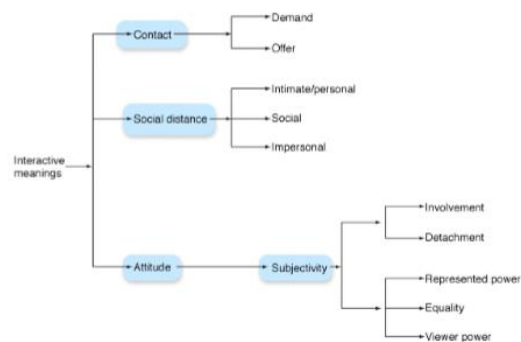 Demand
Contact
Offer
Intimate/personal
Social distance
Social
Impersonal
Interactive
meanings
Involvement
Detachment
Attitude
Subjectivity
Represented power
Equality
Viewer power